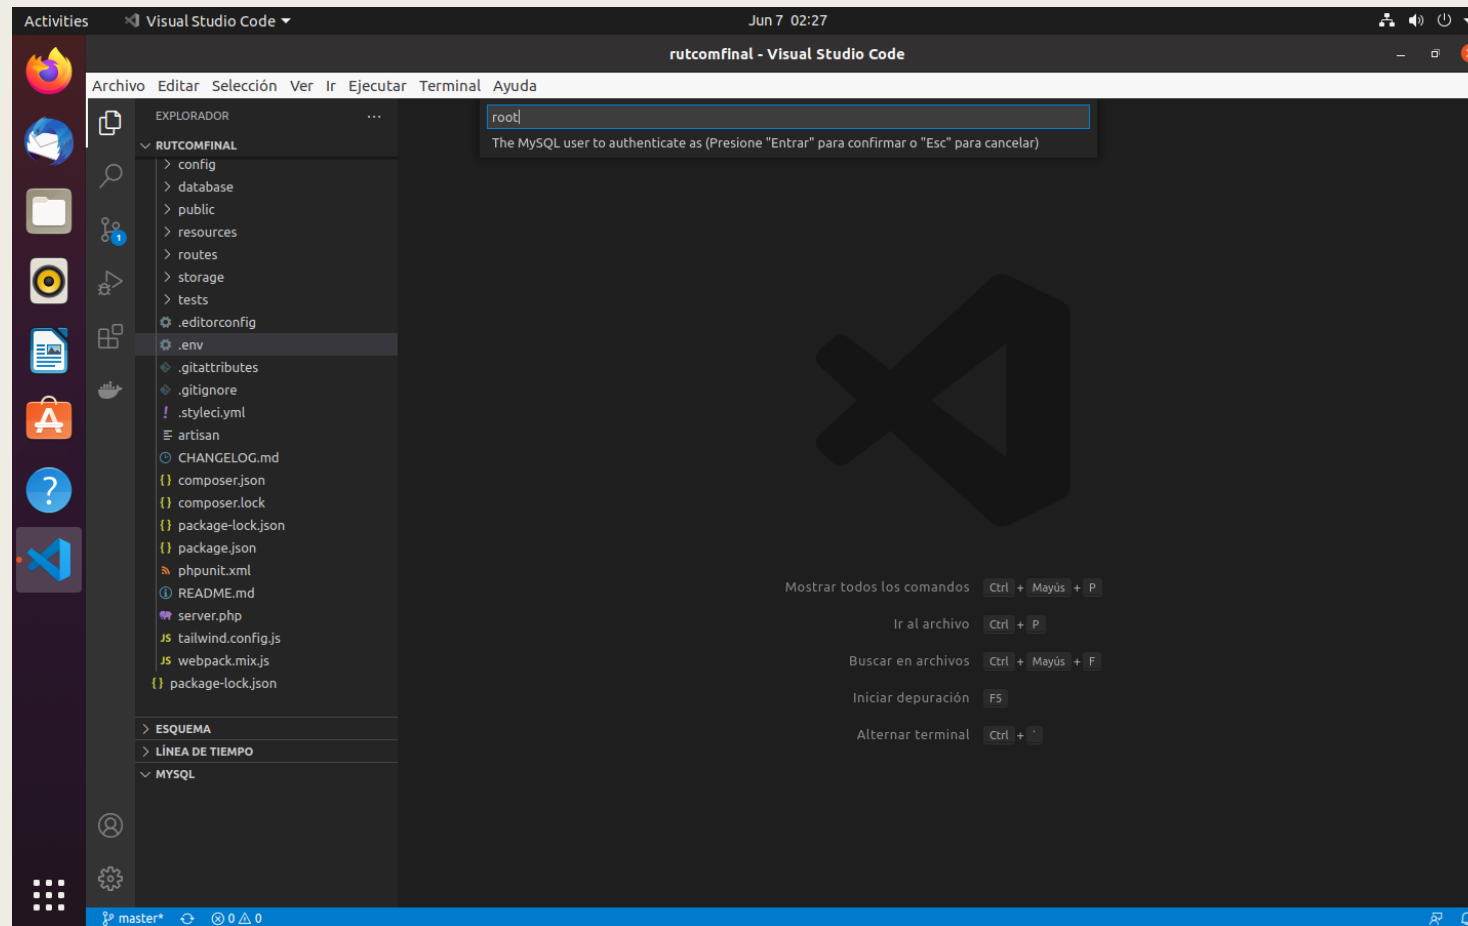 Activities
Visual Studio Code
Jun 7 02:27
rutcomfinal - Visual Studio Code
Archivo Editar Selección Ver Ir Ejecutar Terminal Ayuda
EXPLORADOR ...
root
The MySQL user to authenticate as (Presione "Entrar" para confirmar o "Esc" para cancelar)
RUTCOMFINAL
config
database
public
resources
routes
storage
tests
.editorconfig
.env
.gitattributes
.gitignore
! .styleci.yml
artisan
CHANGELOG.md
{} composer.json
{} composer.lock
{} package-lock.json
{} package.json
phpunit.xml
README.md
server.php
JS tailwind.config.js
JS webpack.mix.js
{} package-lock.json
ESQUEMA
LÍNEA DE TIEMPO
MYSQL
1
Mostrar todos los comandos Ctrl + Mayús + P
Ir al archivo Ctrl + P
Buscar en archivos Ctrl + Mayús + F
Iniciar depuración F5
Alternar terminal Ctrl + `
master* 0 0